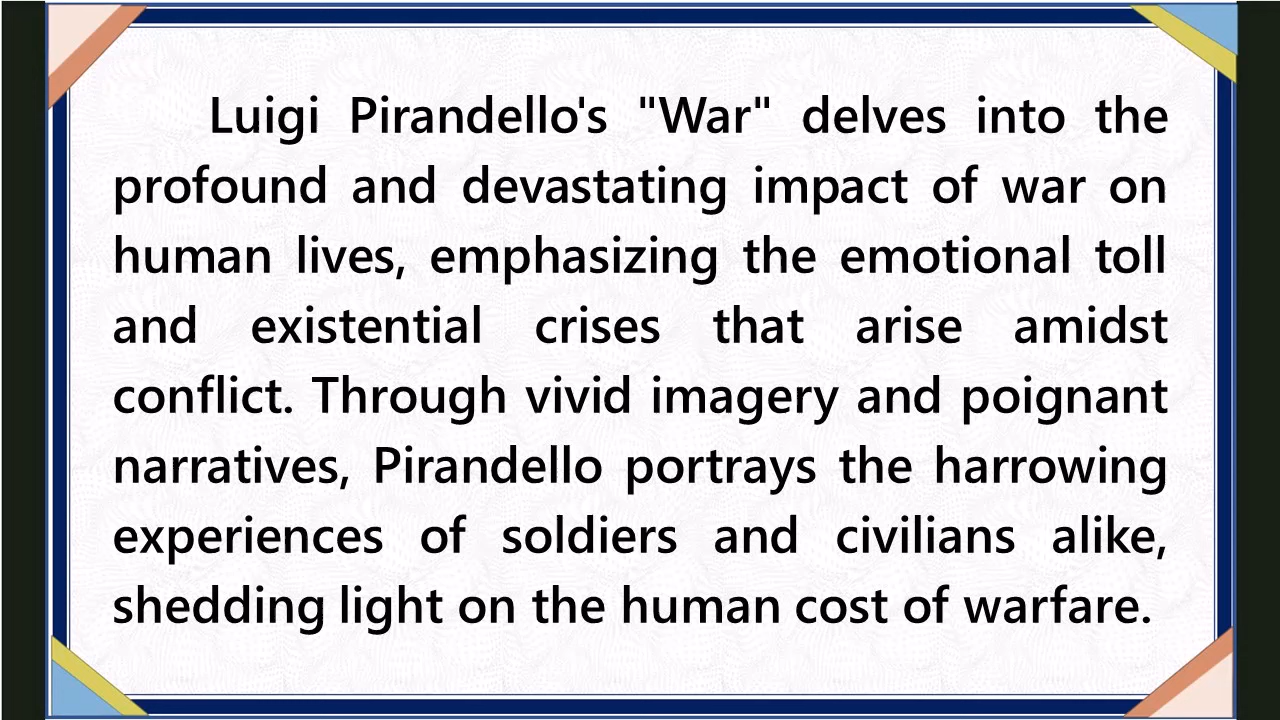 Luigi Pirandello's "War" delves into the
profound and devastating impact of war on
human lives, emphasizing the emotional toll
and existential crises that arise amidst
conflict. Through vivid imagery and poignant
narratives, Pirandello portrays the harrowing
experiences of soldiers and civilians alike,
shedding light on the human cost of warfare.